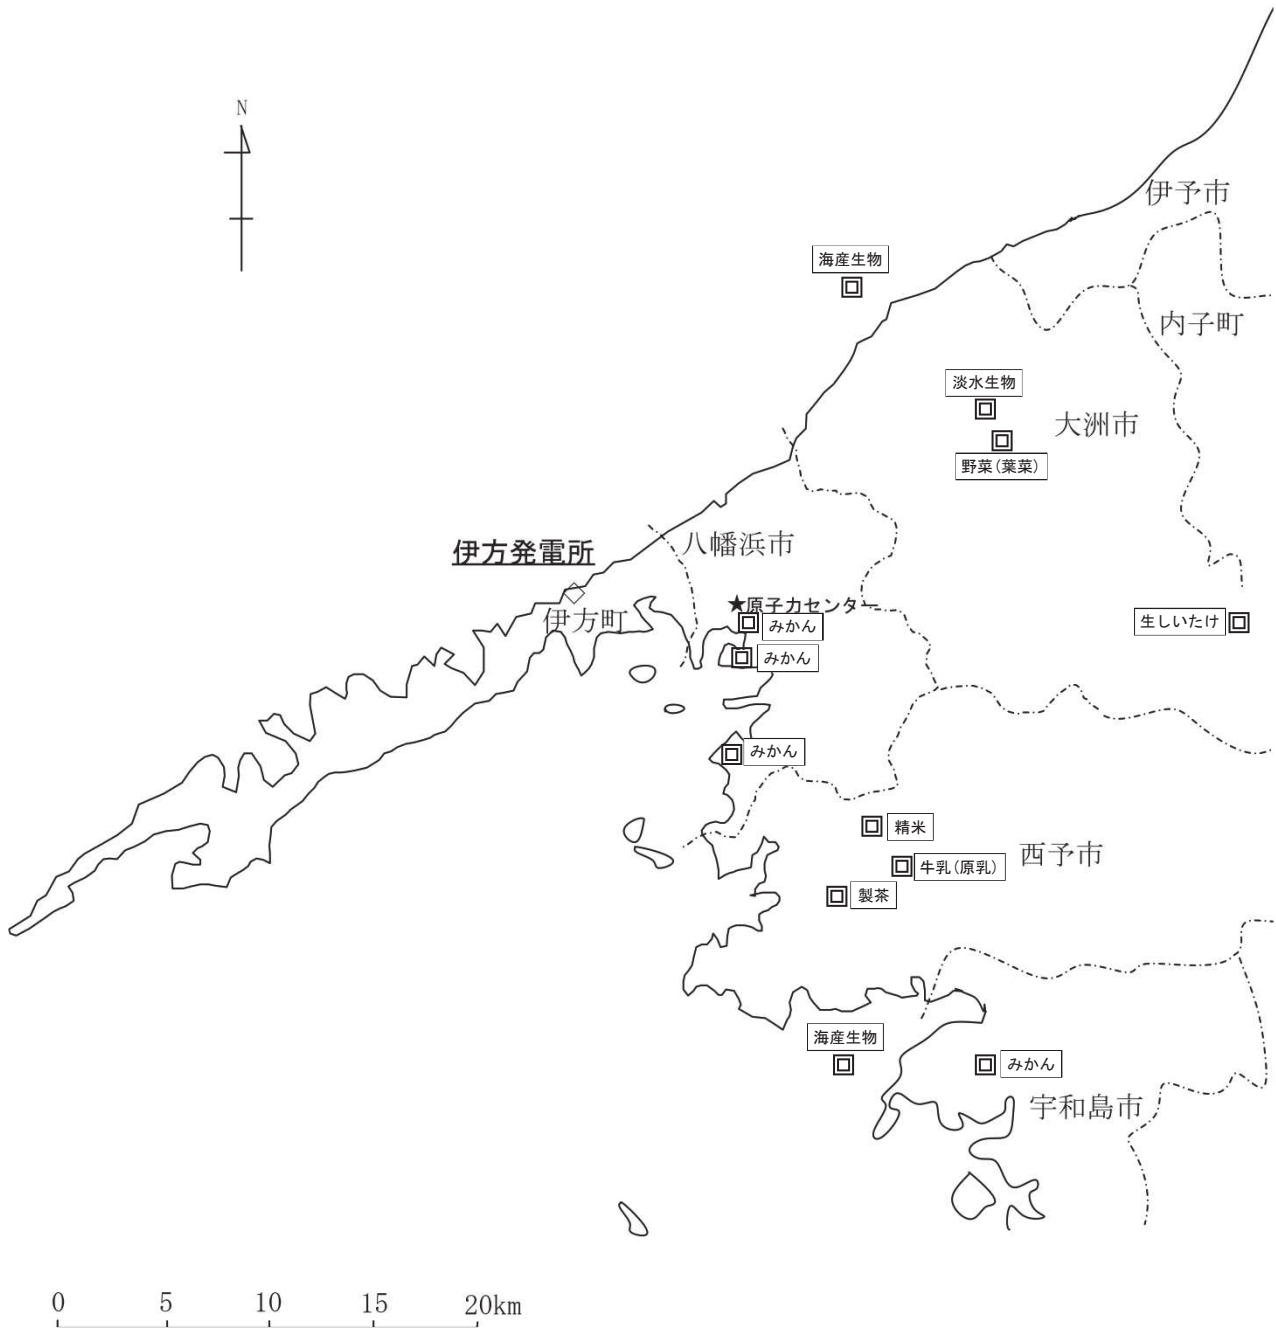 N
伊予市
海産生物
内子町
淡水生物
大洲市
野菜(葉菜)
八幡浜市
伊方発電所
★原子力センター
伊方町
みかん
生しいたけ
みかん
みかん
精米
西予市
牛乳(原乳)
製茶
海産生物
みかん
宇和島市
0 5 10 15 20km